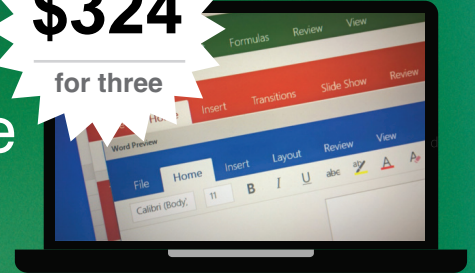 $324
for three
e
Formulas Review View
Home Insert Transitions Slide Show Review
Word Preview
File Home Insert Layout Review View
Calibri (Body) 11 B I U abc ab A A